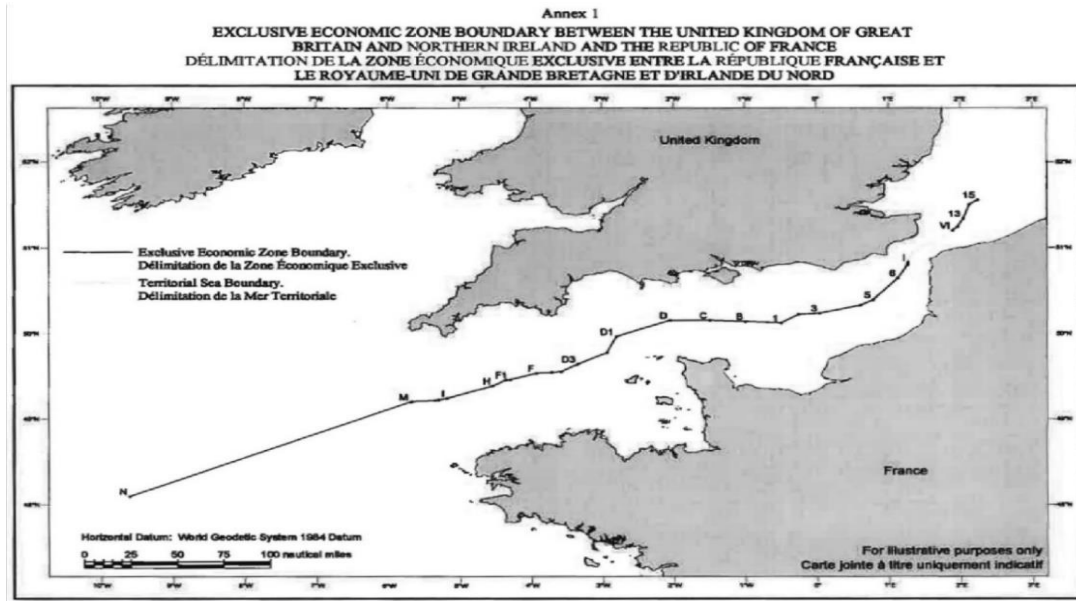 Annex 1
EXCLUSIVE ECONOMIC ZONE BOUNDARY BETWEEN THE UNITED KINGDOM OF GREAT
BRITAIN AND NORTHERN IRELAND AND THE REPUBLIC OF FRANCE
DÉLIMITATION DE LA ZONE ÉCONOMIQUE EXCLUSIVE ENTRE LA RÉPUBLIQUE FRANÇAISE ET
LE ROYAUME-UNI DE GRANDE BRETAGNE ET D'IRLANDE DU NORD
United Kingdom
15
13
VI
Exclusive Economic Zone Boundary.
Délimitation de la Zone Économique Exclusive
Territorial Sea Boundary.
Délimitation de la Mer Territoriale
I
6
5
3
D1 D C B 1
M I H F1 F D3
N
France
Horizontal Datum: World Geodetic System 1984 Datum
0 25 50 75 100 nautical miles
For illustrative purposes only
Carte jointe à titre uniquement indicatif